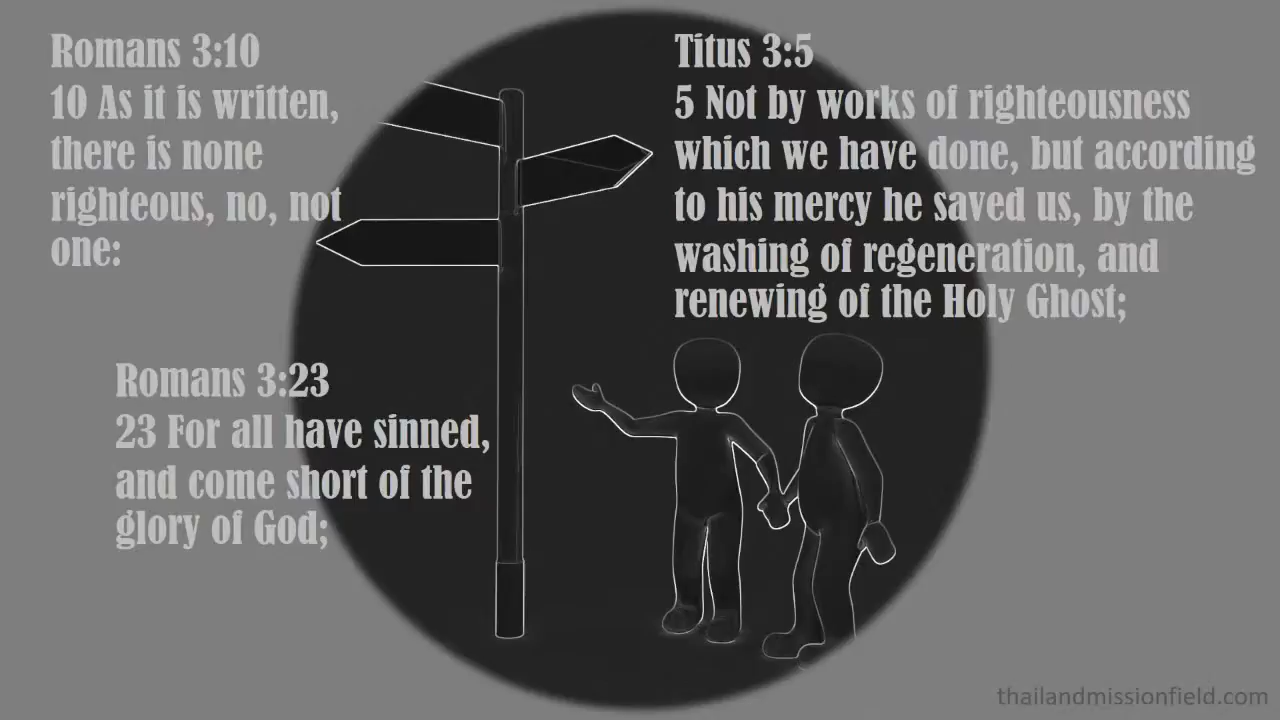 Romans 3:10
10 As it is written,
there is none
righteous, no, not
one:
Romans 3:23
23 For all have sinned,
and come short of the
glory of God;
Titus 3:5
5 Not by works of righteousness
which we have done, but according
to his mercy he saved us, by the
washing of regeneration, and
renewing of the Holy Ghost;
thailandmissionfield.com